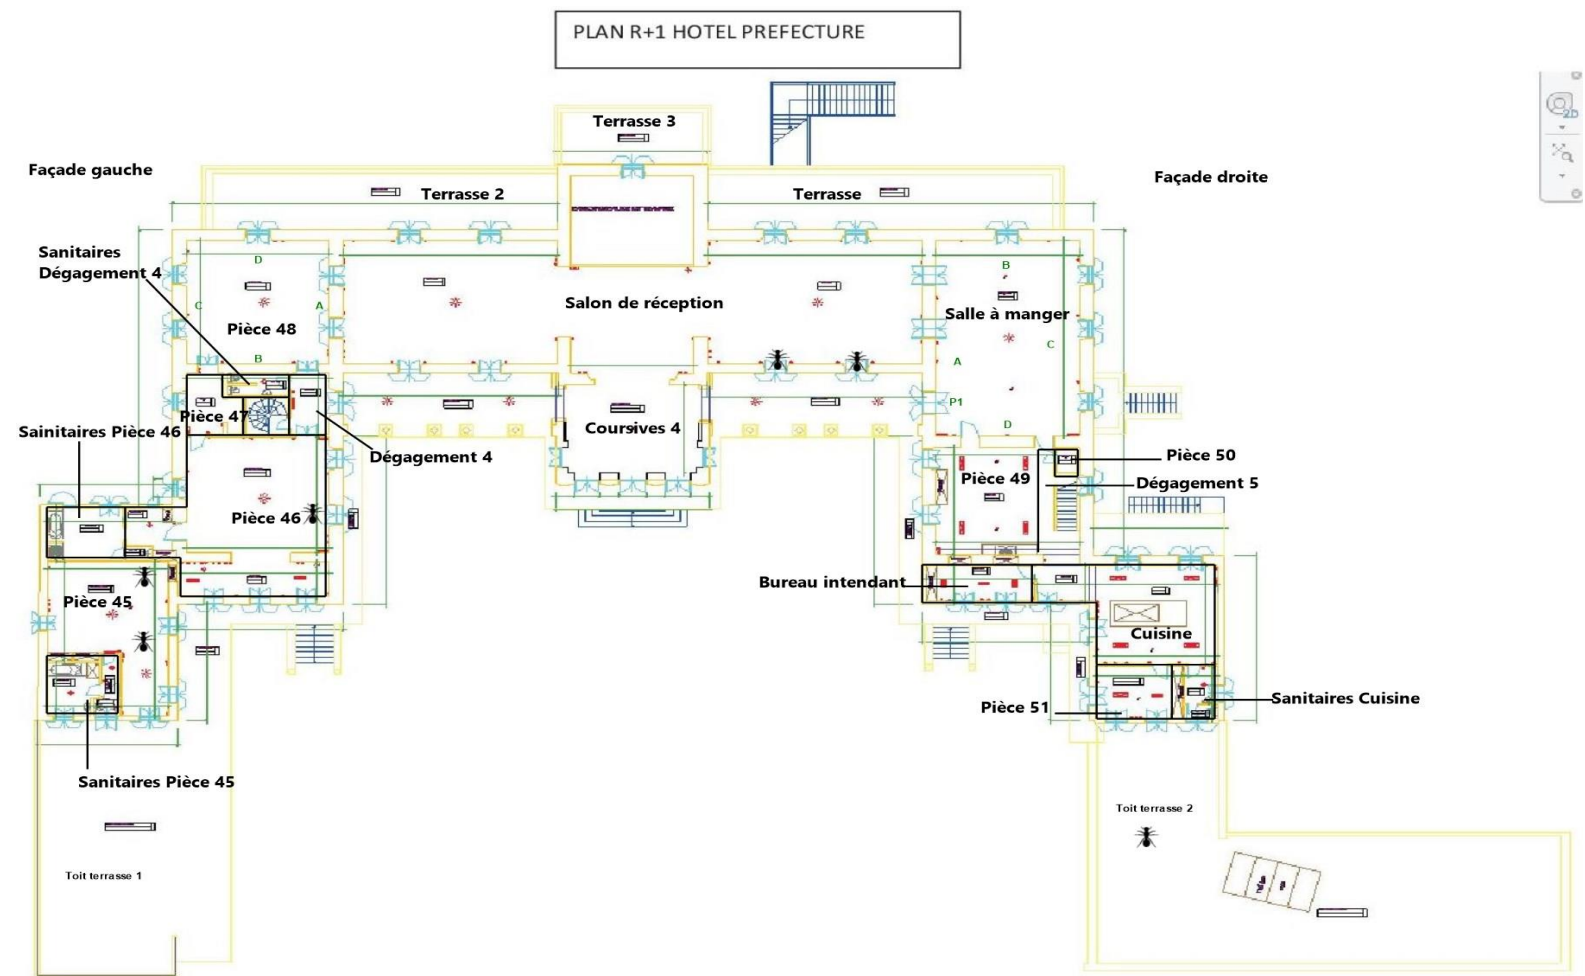 PLAN R+1 HOTEL PREFECTURE
2D
Terrasse 3
Façade gauche
Façade droite
Terrasse 2
Terrasse
Sanitaires
Dégagement 4
D
B
C
A
Salon de réception
Salle à manger
Pièce 48
C
B
A
P1
Pièce 47
Coursives 4
D
Sainitaires Pièce 46
Dégagement 4
Pièce 50
Pièce 49
Dégagement 5
Pièce 46
Bureau intendant
Pièce 45
Cuisine
Pièce 51
Sanitaires Cuisine
Sanitaires Pièce 45
Toit terrasse 2
Toit terrasse 1